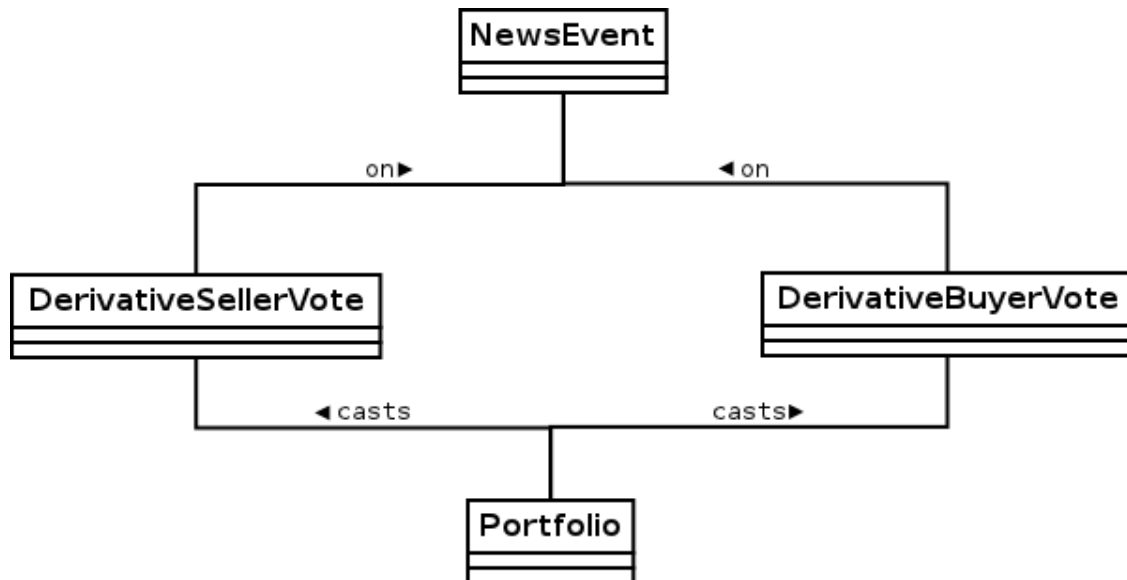 NewsEvent
on▶
◀on
DerivativeSellerVote
DerivativeBuyerVote
◀casts
casts▶
Portfolio